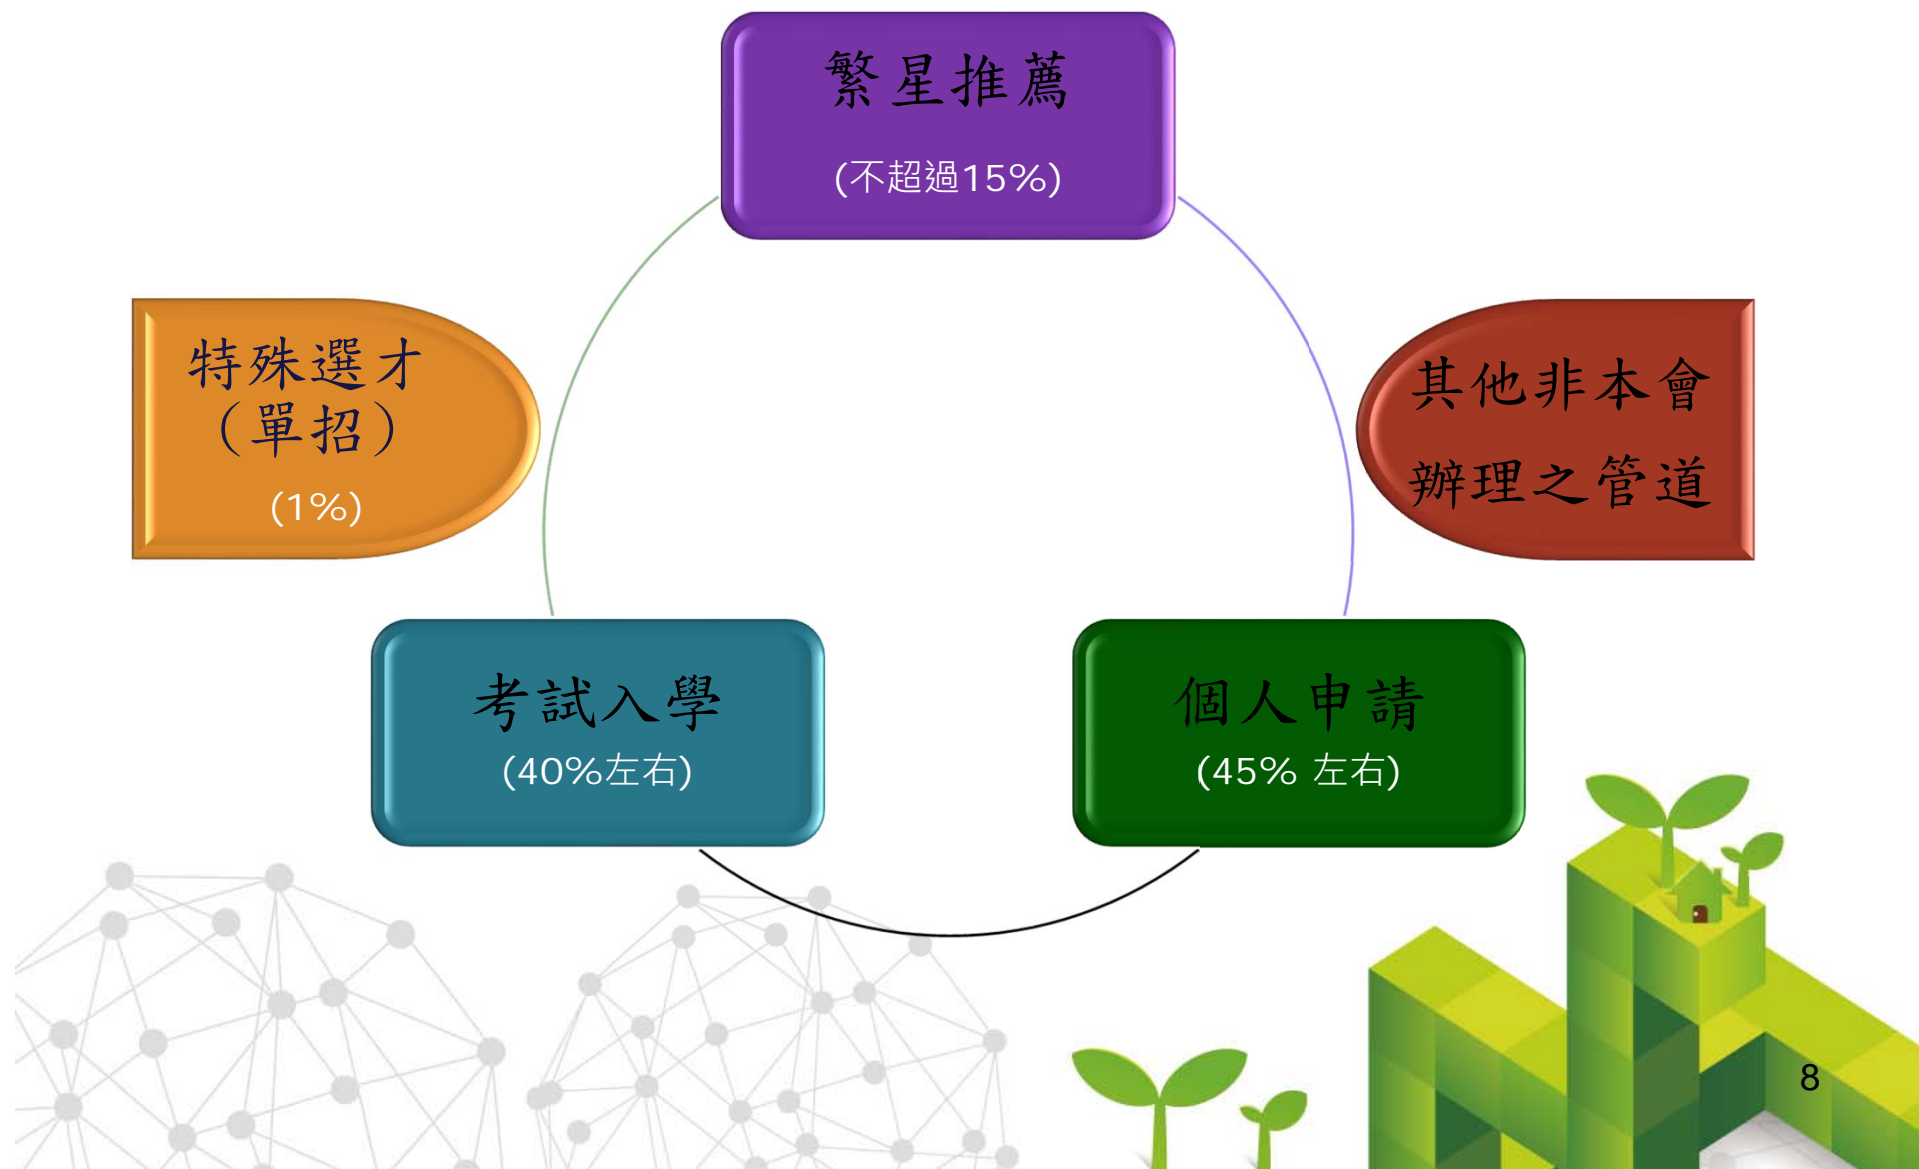 繁星推薦
(不超過15%)
特殊選才
（單招）
(1%)
其他非本會
辦理之管道
考試入學
(40%左右)
個人申請
(45% 左右)
8